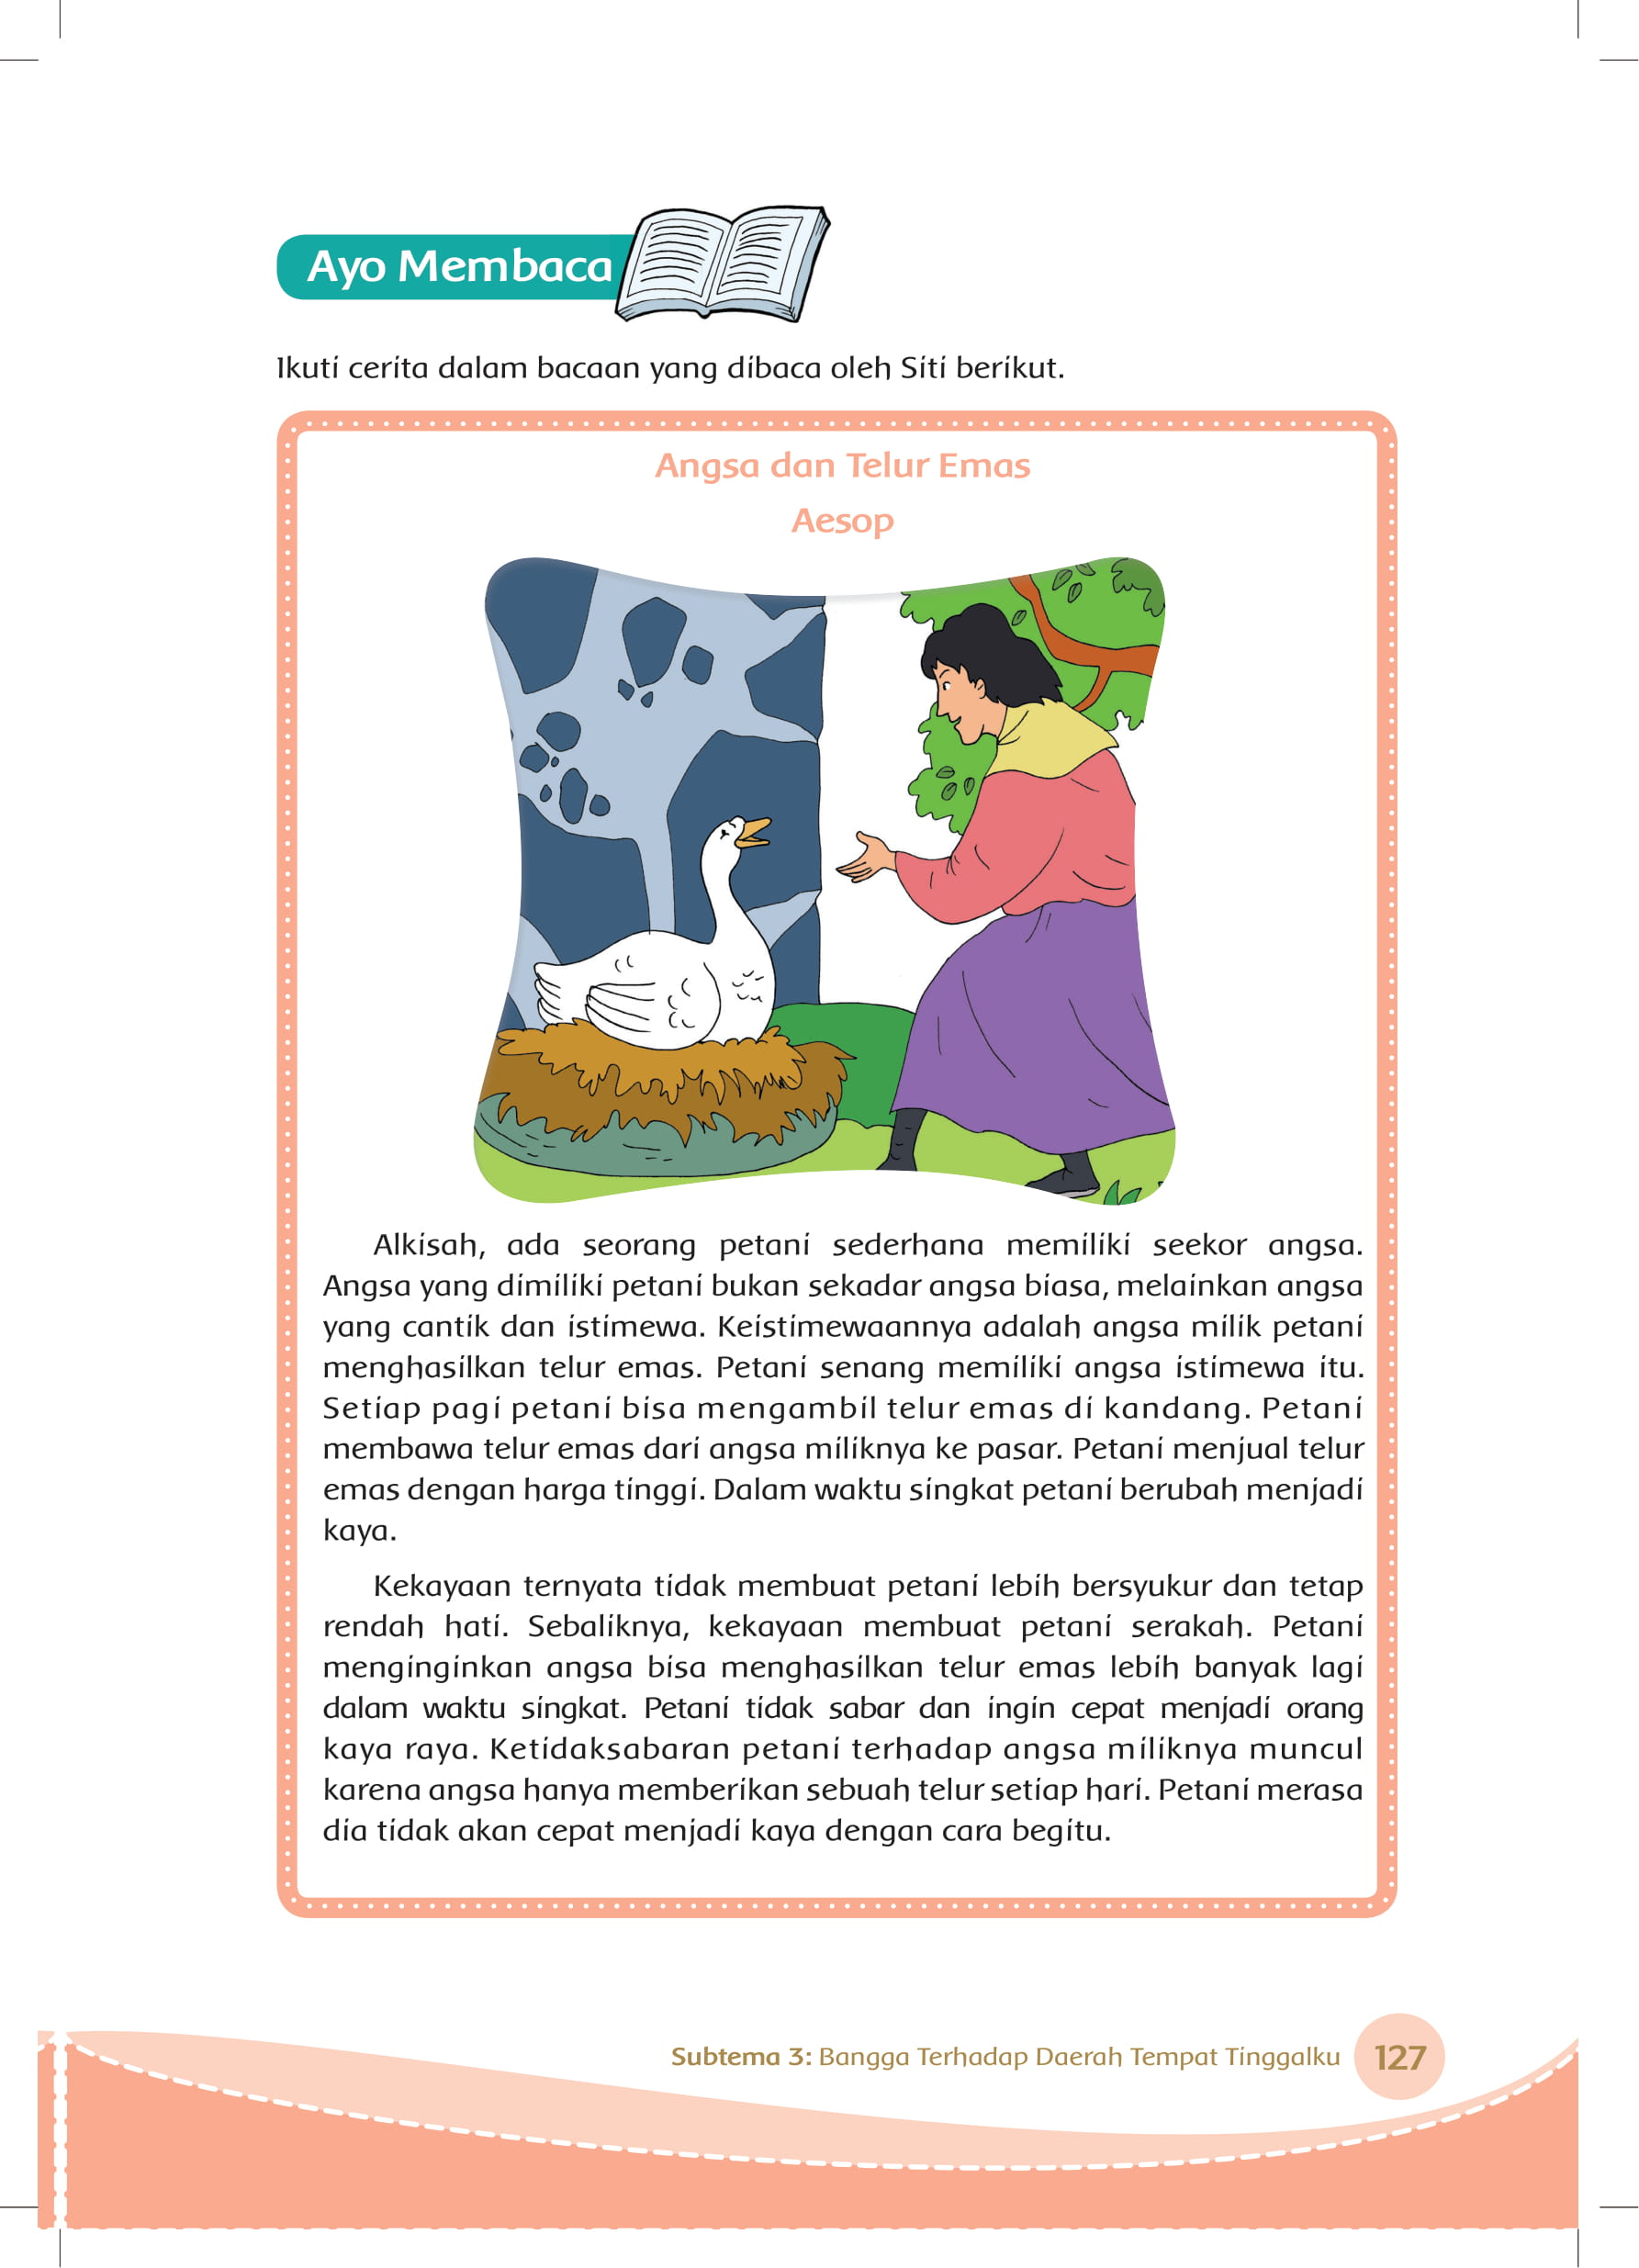 Ayo Membaca
Ikuti cerita dalam bacaan yang dibaca oleh Siti berikut.
Angsa dan Telur Emas
Aesop
Alkisah, ada seorang petani sederhana memiliki seekor angsa.
Angsa yang dimiliki petani bukan sekadar angsa biasa, melainkan angsa
yang cantik dan istimewa. Keistimewaannya adalah angsa milik petani
menghasilkan telur emas. Petani senang memiliki angsa istimewa itu.
Setiap pagi petani bisa mengambil telur emas di kandang. Petani
membawa telur emas dari angsa miliknya ke pasar. Petani menjual telur
emas dengan harga tinggi. Dalam waktu singkat petani berubah menjadi
kaya.
Kekayaan ternyata tidak membuat petani lebih bersyukur dan tetap
rendah hati. Sebaliknya, kekayaan membuat petani serakah. Petani
menginginkan angsa bisa menghasilkan telur emas lebih banyak lagi
dalam waktu singkat. Petani tidak sabar dan ingin cepat menjadi orang
kaya raya. Ketidaksabaran petani terhadap angsa miliknya muncul
karena angsa hanya memberikan sebuah telur setiap hari. Petani merasa
dia tidak akan cepat menjadi kaya dengan cara begitu.
Subtema 3: Bangga Terhadap Daerah Tempat Tinggalku 127